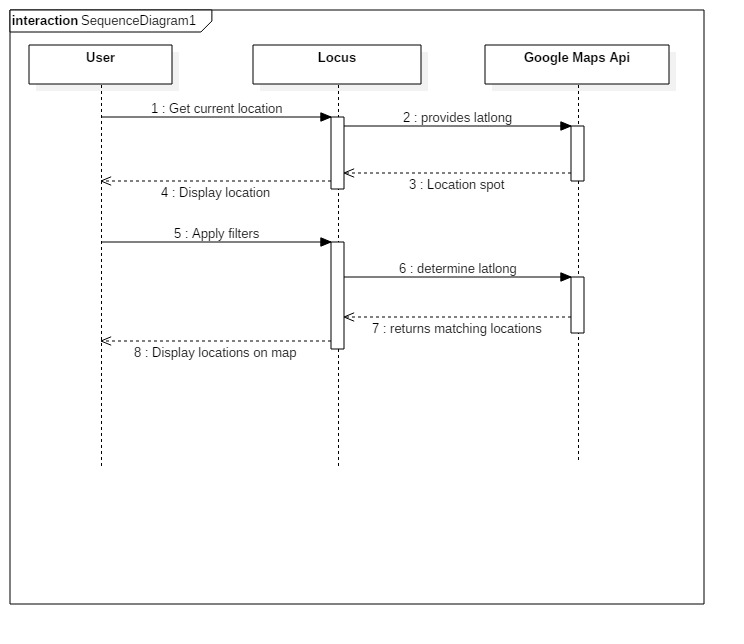 interaction SequenceDiagram1
User
Locus
Google Maps Api
1 : Get current location
2 : provides latlong
3 : Location spot
4 : Display location
5 : Apply filters
6 : determine latlong
7 : returns matching locations
8 : Display locations on map